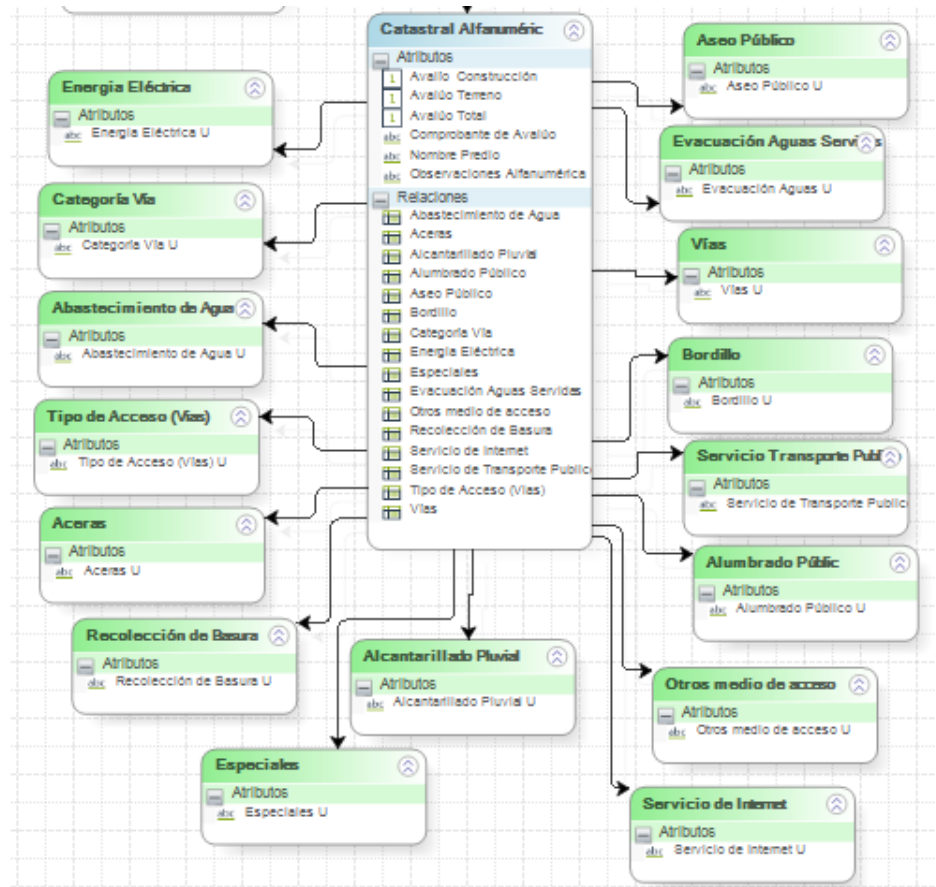 Catastral Alfanuméric
Atributos
Avalío Construcción
Avalúo Terreno
Avalúo Total
Comprobante de Avalúo
Nombre Predio
Observaciones Alfanumérica
Relaciones
Abastecimiento de Agua
Aceras
Alcantarillado Pluvial
Alumbrado Público
Aseo Público
Bordillo
Categoría Vía
Energía Eléctrica
Especiales
Evacuación Aguas Servidas
Otros medio de acceso
Recolección de Basura
Servicio de Internet
Servicio de Transporte Publico
Tipo de Acceso (Vías)
Vías
Energía Eléctrica
Atributos
Energía Eléctrica U
Categoría Vía
Atributos
Categoría Vía U
Abastecimiento de Agua
Atributos
Abastecimiento de Agua U
Tipo de Acceso (Vías)
Atributos
Tipo de Acceso (Vías) U
Aceras
Atributos
Aceras U
Recolección de Basura
Atributos
Recolección de Basura U
Especiales
Atributos
Especiales U
Alcantarillado Pluvial
Atributos
Alcantarillado Pluvial U
Aseo Público
Atributos
Aseo Público U
Evacuación Aguas Servidas
Atributos
Evacuación Aguas U
Vías
Atributos
Vías U
Bordillo
Atributos
Bordillo U
Servicio Transporte Publico
Atributos
Servicio de Transporte Publico
Alumbrado Públic
Atributos
Alumbrado Público U
Otros medio de acceso
Atributos
Otros medio de acceso U
Servicio de Internet
Atributos
Servicio de Internet U